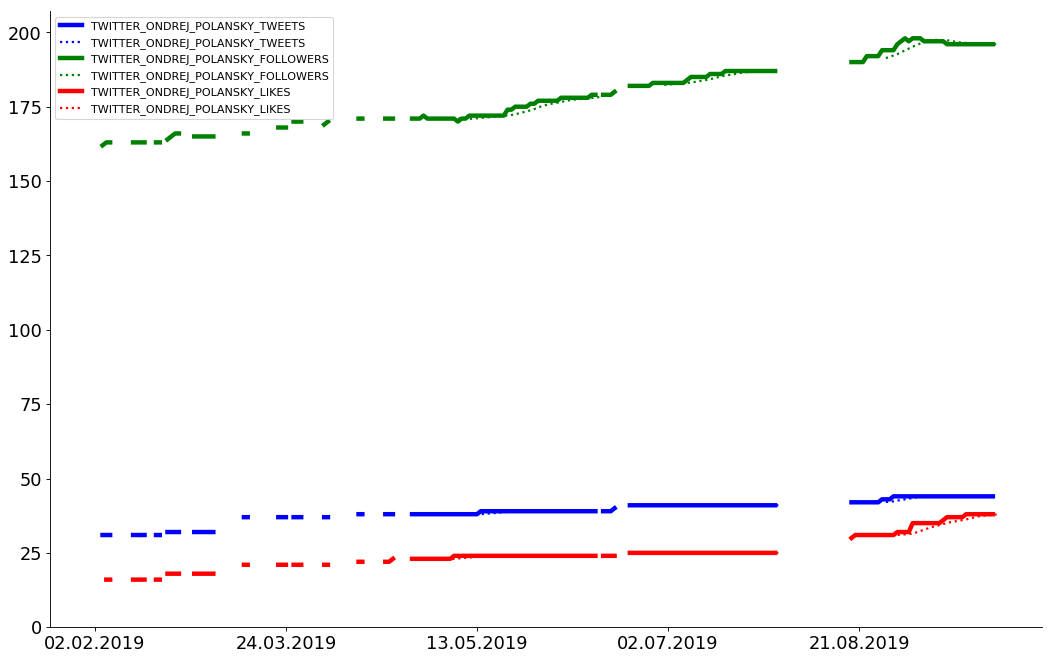 200
175
150
125
100
75
50
25
0
TWITTER_ONDREJ_POLANSKY_TWEETS
TWITTER_ONDREJ_POLANSKY_TWEETS
TWITTER_ONDREJ_POLANSKY_FOLLOWERS
TWITTER_ONDREJ_POLANSKY_FOLLOWERS
TWITTER_ONDREJ_POLANSKY_LIKES
TWITTER_ONDREJ_POLANSKY_LIKES
02.02.2019
24.03.2019
13.05.2019
02.07.2019
21.08.2019